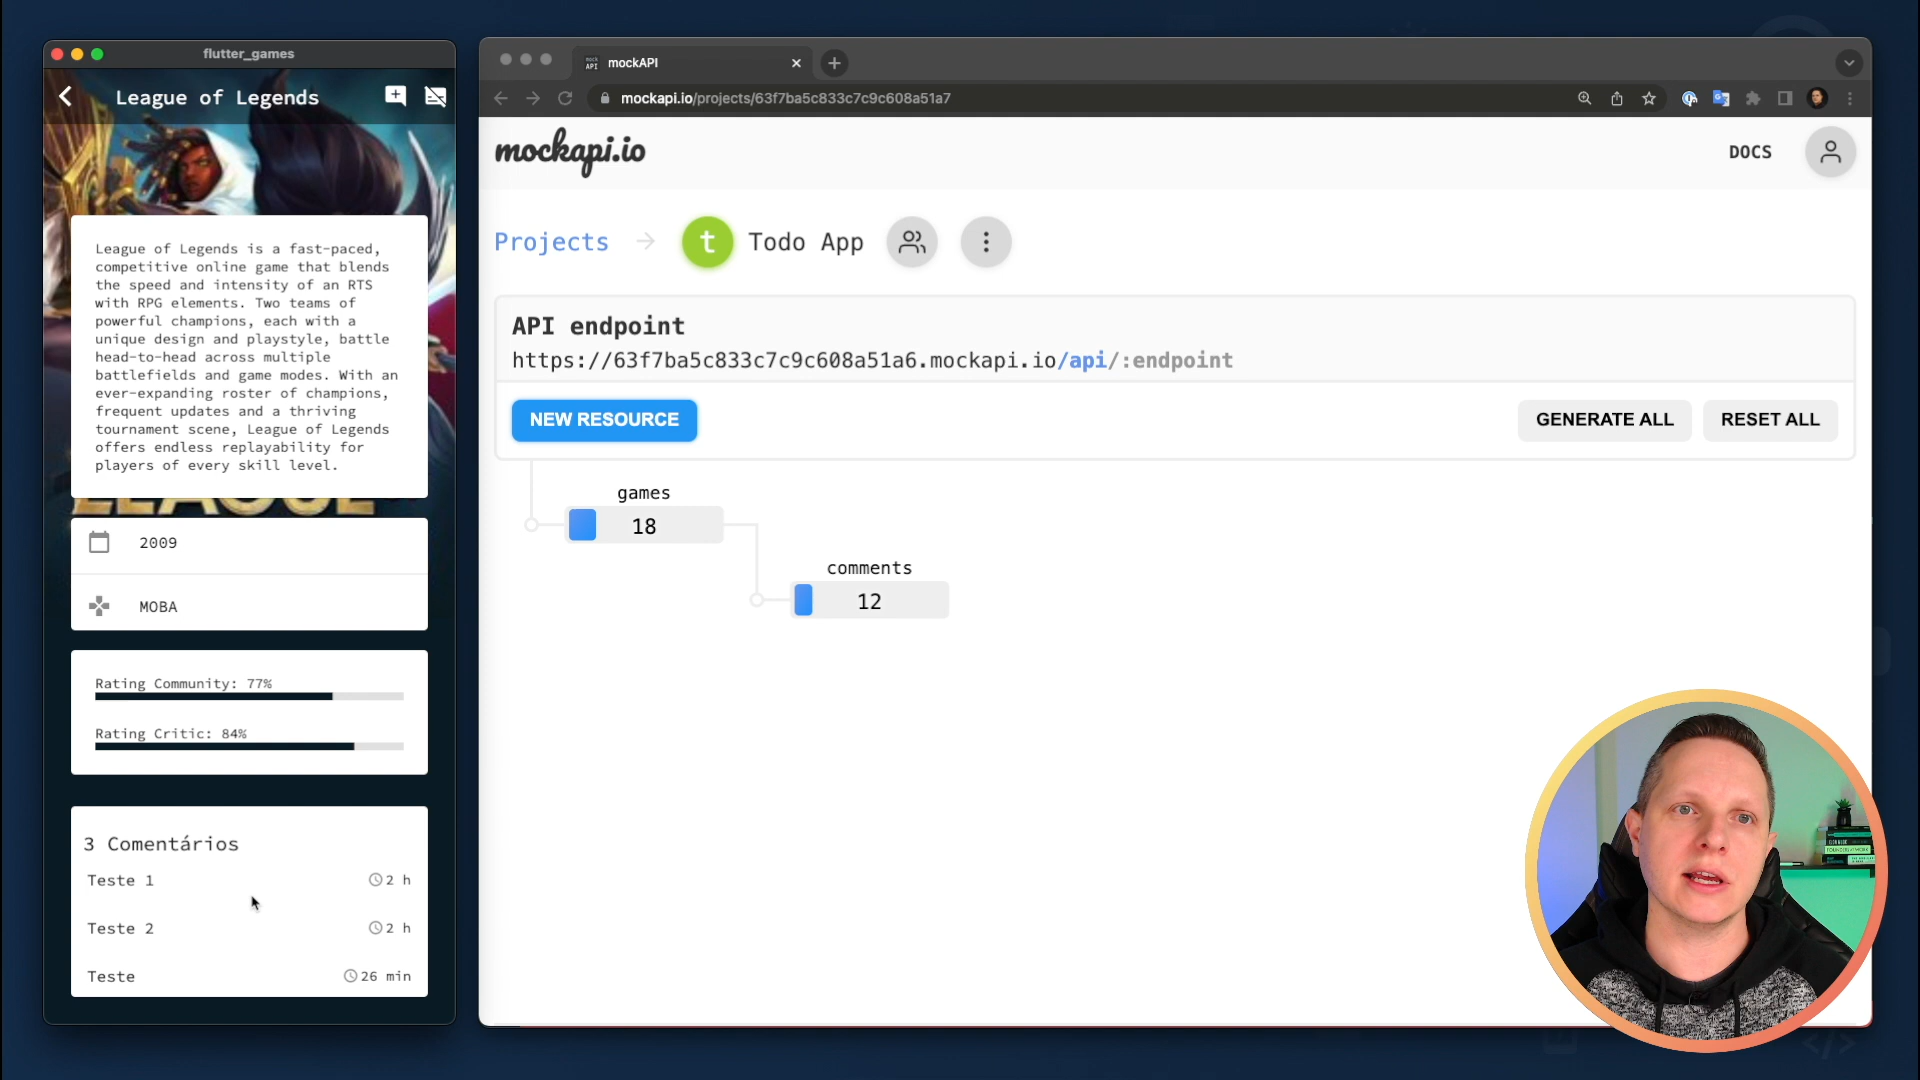 flutter_games
League of Legends
League of Legends is a fast-paced,
competitive online game that blends
the speed and intensity of an RTS
with RPG elements. Two teams of
powerful champions, each with a
unique design and playstyle, battle
head-to-head across multiple
battlefields and game modes. With an
ever-expanding roster of champions,
frequent updates and a thriving
tournament scene, League of Legends
offers endless replayability for
players of every skill level.
2009
MOBA
Rating Community: 77%
Rating Critic: 84%
3 Comentários
Teste 1 2 h
Teste 2 2 h
Teste 26 min
mock API mockAPI
mockapi.io/projects/63f7ba5c833c7c9c608a51a7
mockapi.io
DOCS
Projects t Todo App
API endpoint
https://63f7ba5c833c7c9c608a51a6.mockapi.io/api/:endpoint
NEW RESOURCE GENERATE ALL RESET ALL
games
18
comments
12